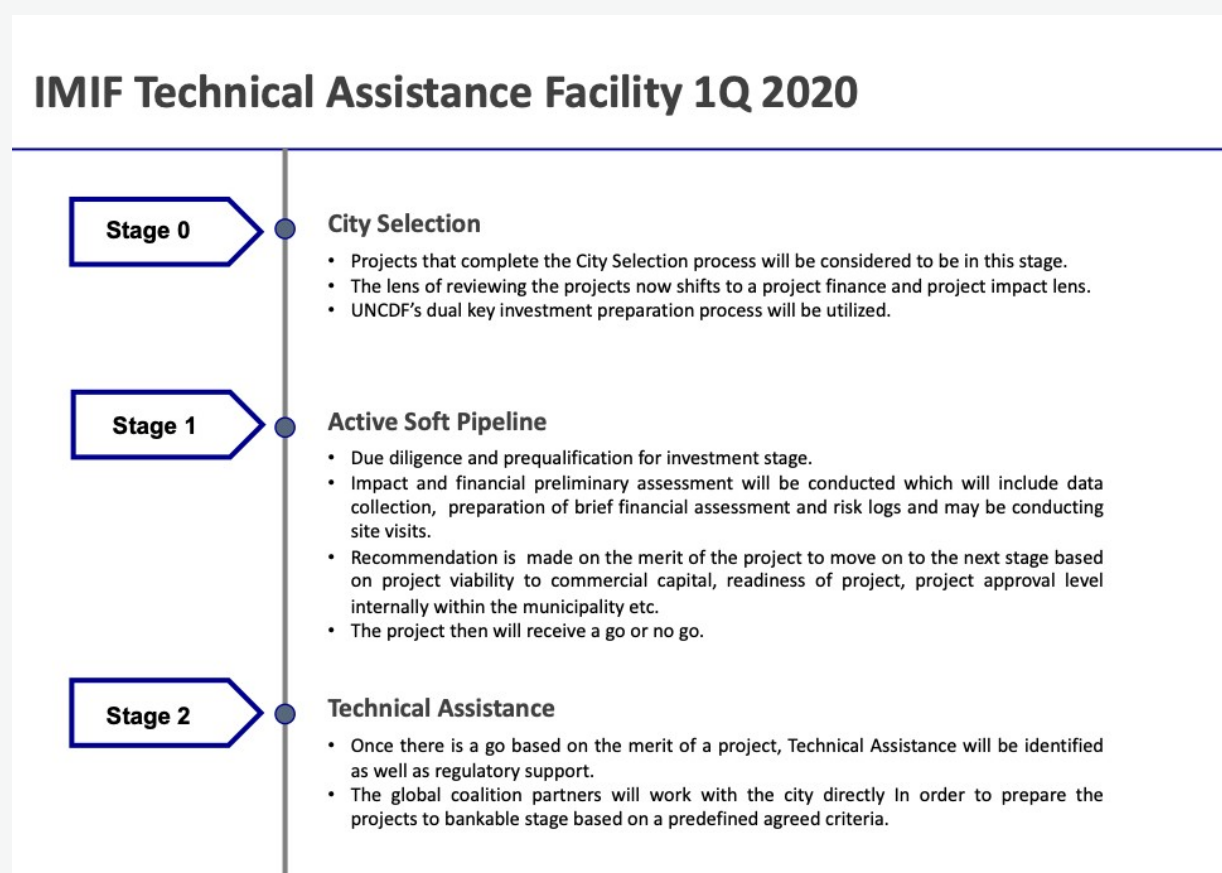 IMIF Technical Assistance Facility 1Q 2020
Stage 0
City Selection
• Projects that complete the City Selection process will be considered to be in this stage.
• The lens of reviewing the projects now shifts to a project finance and project impact lens.
• UNCDF's dual key investment preparation process will be utilized.
Stage 1
Active Soft Pipeline
• Due diligence and prequalification for investment stage.
• Impact and financial preliminary assessment will be conducted which will include data
collection, preparation of brief financial assessment and risk logs and may be conducting
site visits.
• Recommendation is made on the merit of the project to move on to the next stage based
on project viability to commercial capital, readiness of project, project approval level
internally within the municipality etc.
• The project then will receive a go or no go.
Stage 2
Technical Assistance
• Once there is a go based on the merit of a project, Technical Assistance will be identified
as well as regulatory support.
• The global coalition partners will work with the city directly In order to prepare the
projects to bankable stage based on a predefined agreed criteria.